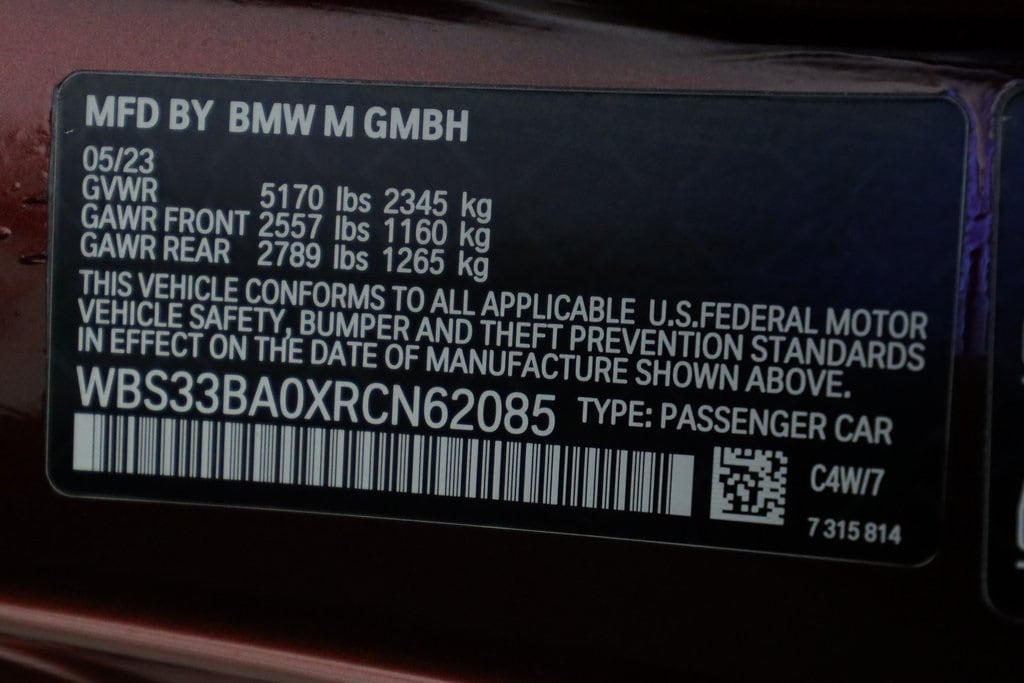 MFD BY BMW M GMBH
05/23
GVWR 5170 lbs 2345 kg
GAWR FRONT 2557 lbs 1160 kg
GAWR REAR 2789 lbs 1265 kg
THIS VEHICLE CONFORMS TO ALL APPLICABLE U.S.FEDERAL MOTOR
VEHICLE SAFETY, BUMPER AND THEFT PREVENTION STANDARDS
IN EFFECT ON THE DATE OF MANUFACTURE SHOWN ABOVE.
WBS33BA0XRCN62085 TYPE: PASSENGER CAR
C4W/7
7 315 814